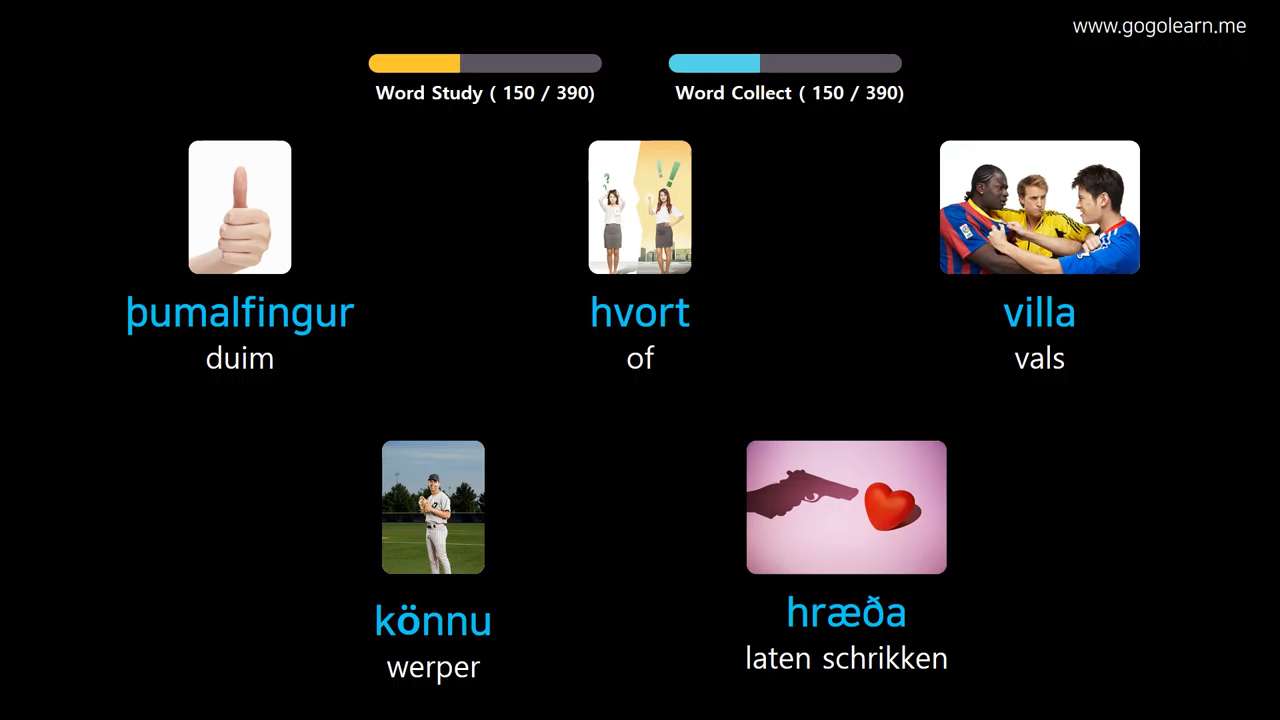 www.gogolearn.me
Word Study ( 150 / 390)
Word Collect ( 150 / 390)
þumalfingur
duim
hvort
of
villa
vals
könnu
werper
hræða
laten schrikken